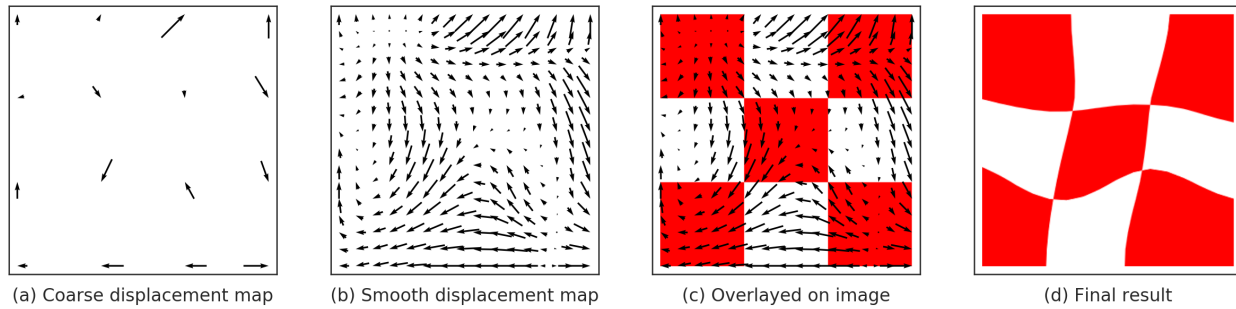 (a) Coarse displacement map
(b) Smooth displacement map
(c) Overlayed on image
(d) Final result